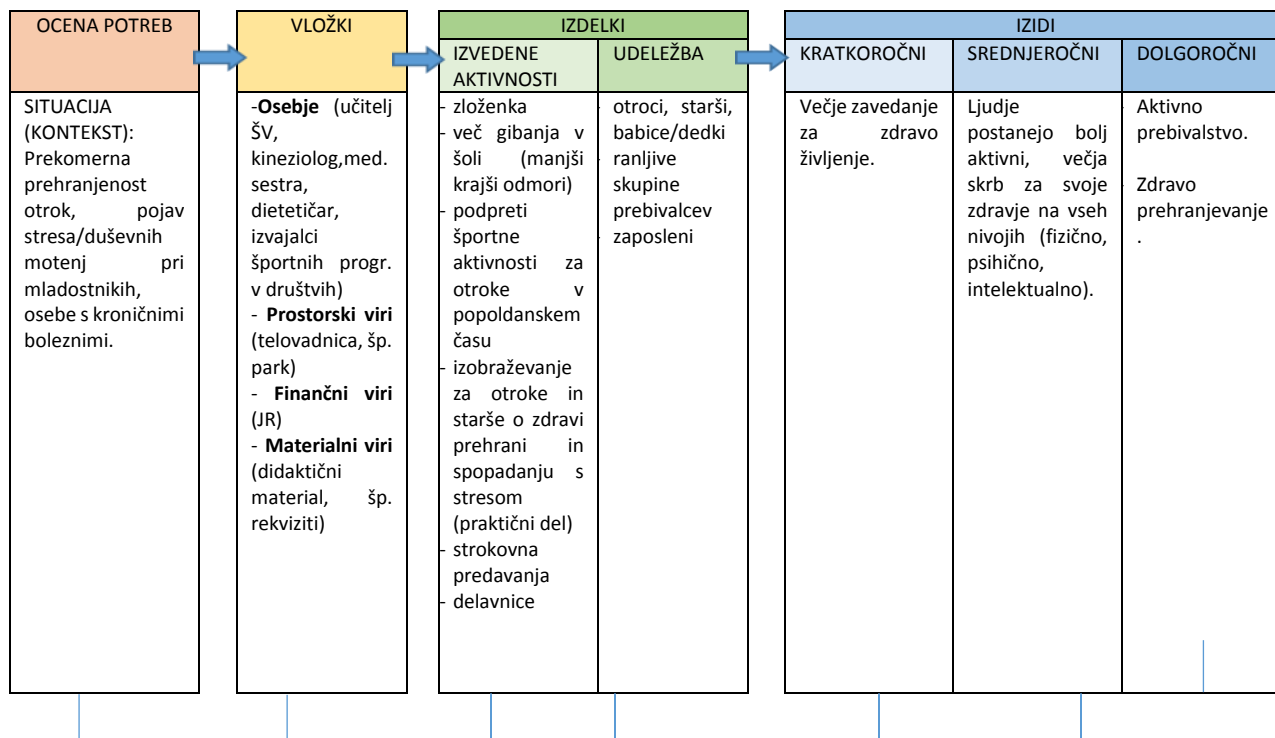 OCENA POTREB
SITUACIJA
(KONTEKST):
Prekomerna
prehranjenost
otrok, pojav
stresa/duševnih
motenj pri
mladostnikih,
osebe s kroničnimi
boleznimi.
VLOŽKI
-Osebje (učitelj
ŠV,
kineziolog,med.
sestra,
dietetičar,
izvajalci
športnih progr.
v društvih)
- Prostorski viri
(telovadnica, šp.
park)
- Finančni viri
(JR)
- Materialni viri
(didaktični
material, šp.
rekviziti)
IZDELKI
IZVEDENE
AKTIVNOSTI
- zloženka
- več gibanja v
šoli (manjši
krajši odmori)
- podpreti
športne
aktivnosti za
otroke v
popoldanskem
času
- izobraževanje
za otroke in
starše o zdravi
prehrani in
spopadanju s
stresom
(praktični del)
- strokovna
predavanja
- delavnice
UDELEŽBA
- otroci, starši,
babice/dedki
- ranljive
skupine
prebivalcev
- zaposleni
IZIDI
KRATKOROČNI
Večje zavedanje
za zdravo
življenje.
SREDNJEROČNI
Ljudje
postanejo bolj
aktivni, večja
skrb za svoje
zdravje na vseh
nivojih (fizično,
psihično,
intelektualno).
DOLGOROČNI
- Aktivno
prebivalstvo.
- Zdravo
prehranjevanje
.